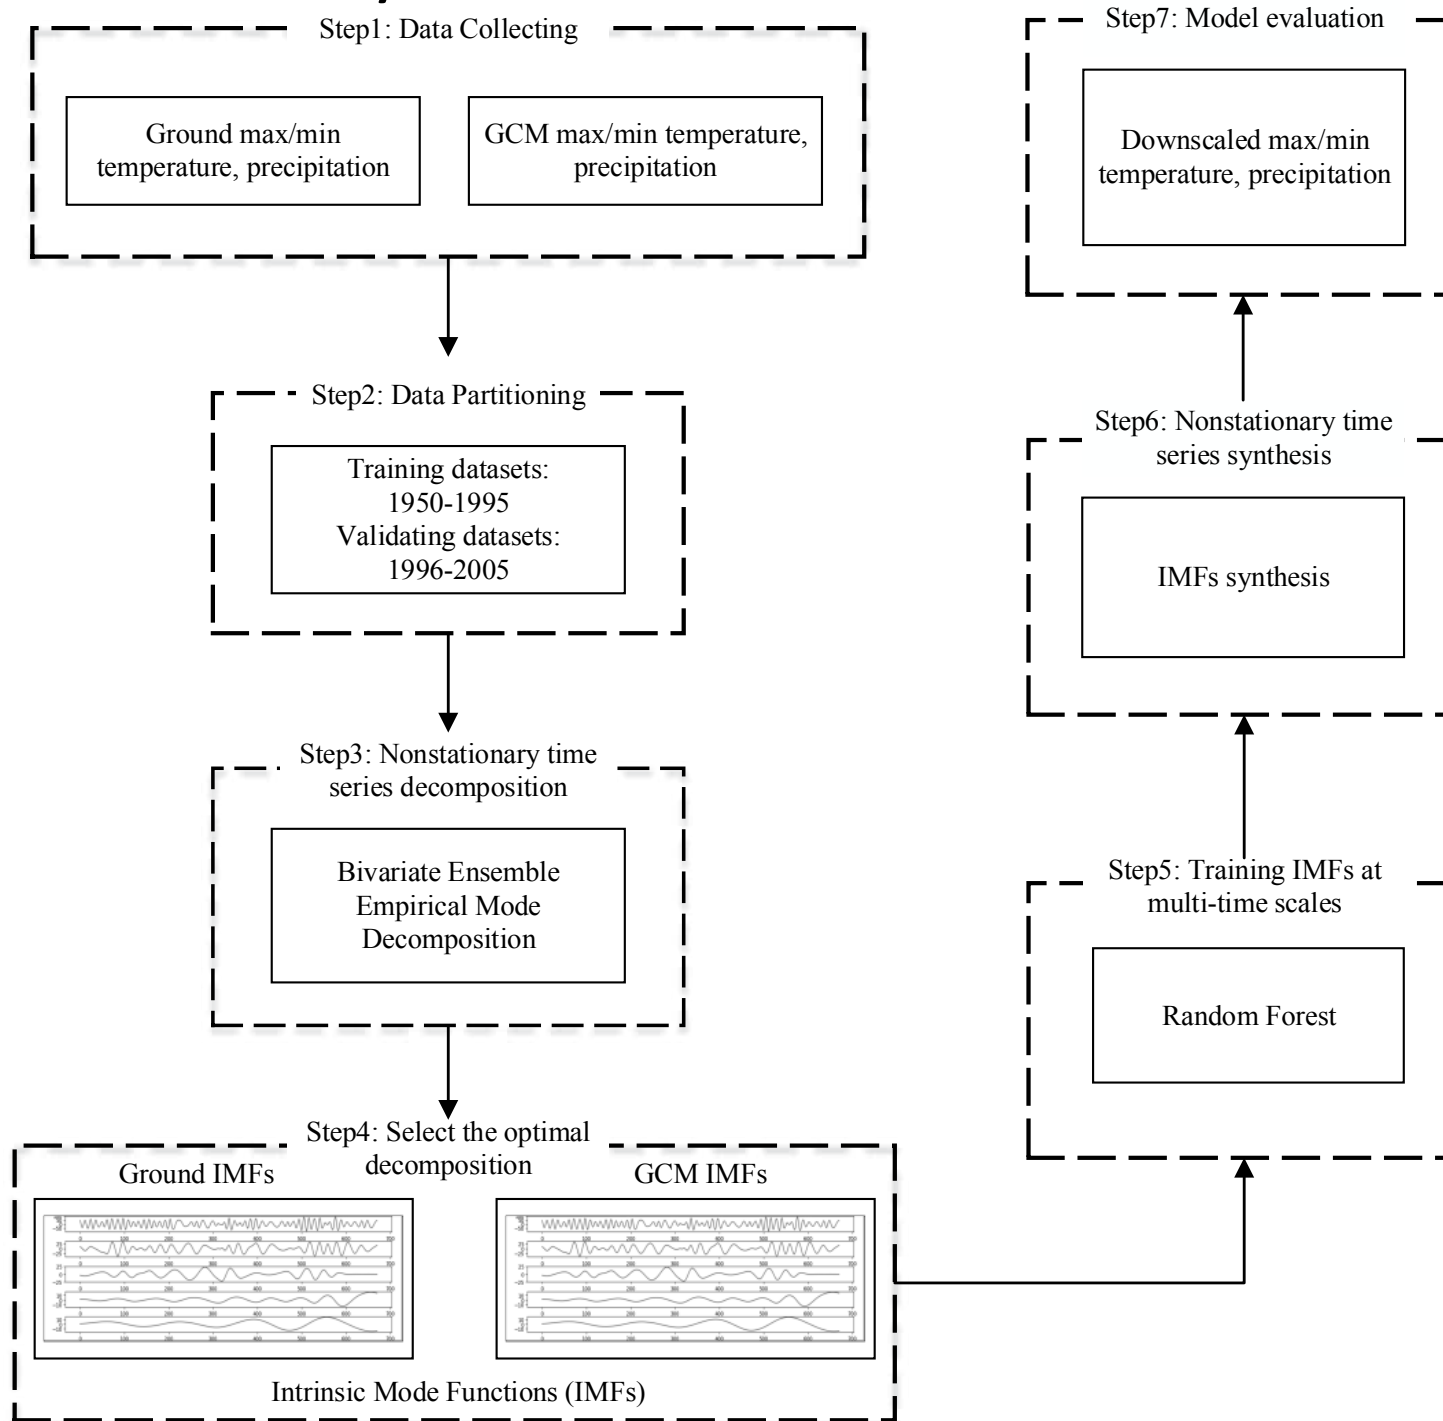 Step1: Data Collecting
Ground max/min
temperature, precipitation
GCM max/min temperature,
precipitation
Step2: Data Partitioning
Training datasets:
1950-1995
Validating datasets:
1996-2005
Step3: Nonstationary time
series decomposition
Bivariate Ensemble
Empirical Mode
Decomposition
Step4: Select the optimal
decomposition
Ground IMFs
GCM IMFs
Intrinsic Mode Functions (IMFs)
Step5: Training IMFs at
multi-time scales
Random Forest
Step6: Nonstationary time
series synthesis
IMFs synthesis
Step7: Model evaluation
Downscaled max/min
temperature, precipitation